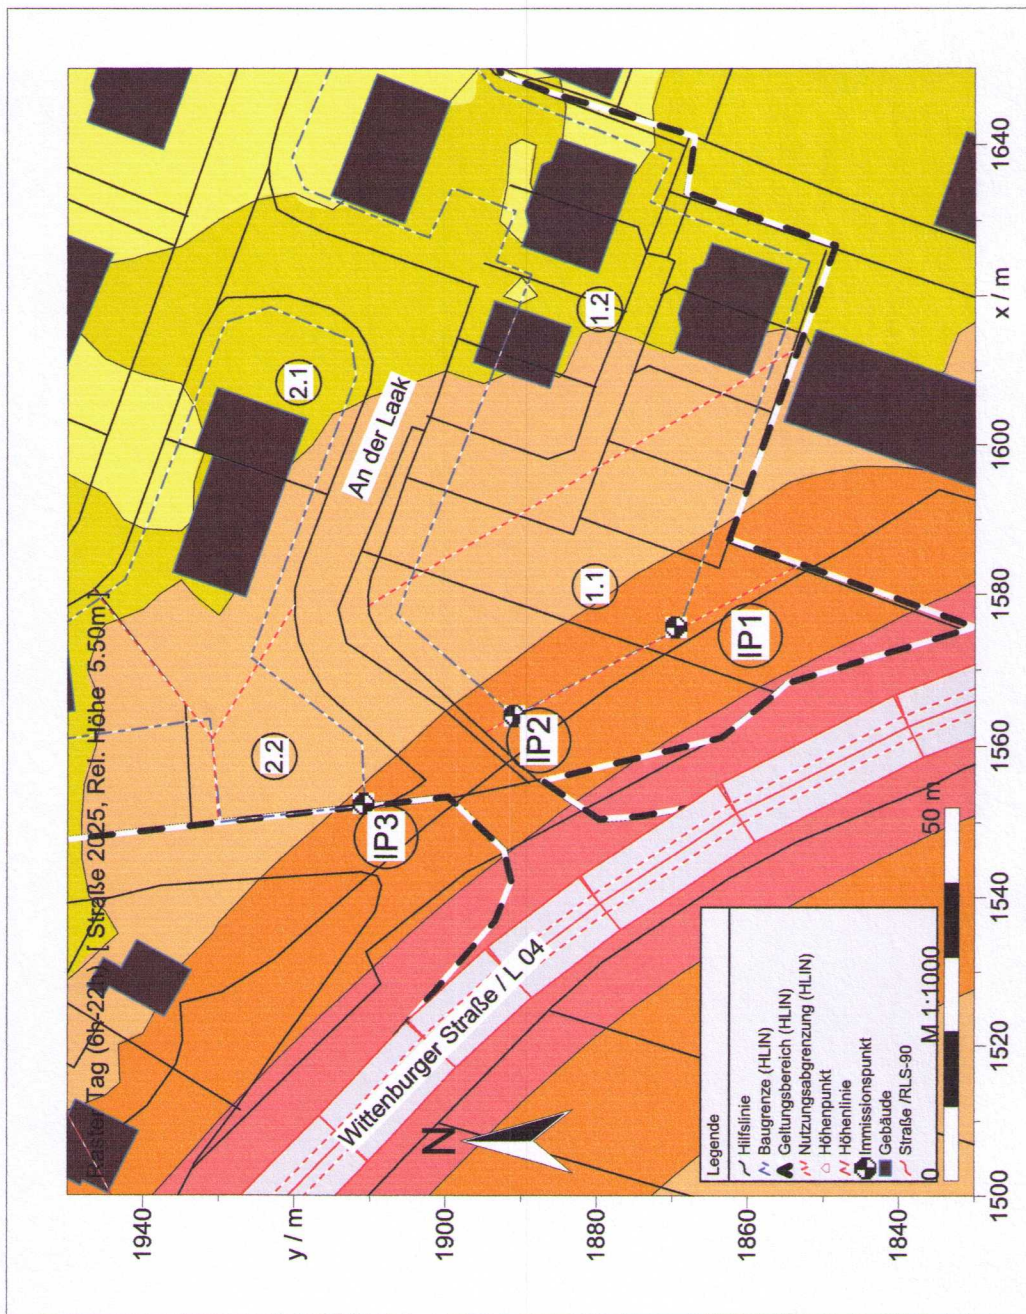 Raster Tag (6h-22h) [ Straße 2025, Rel. Höhe 5.50m ]
1940
y / m
1900
1880
1860
1840
1500
1520
1540
1560
1580
1600
x / m
1640
2.1
2.2
1.1
1.2
An der Laak
IP1
IP2
IP3
Wittenburger Straße / L 04
N
Legende
Hilfslinie
Baugrenze (HLIN)
Geltungsbereich (HLIN)
Nutzungsabgrenzung (HLIN)
Höhenpunkt
Höhenlinie
Immissionspunkt
Gebäude
Straße /RLS-90
0
M 1:1000
50 m